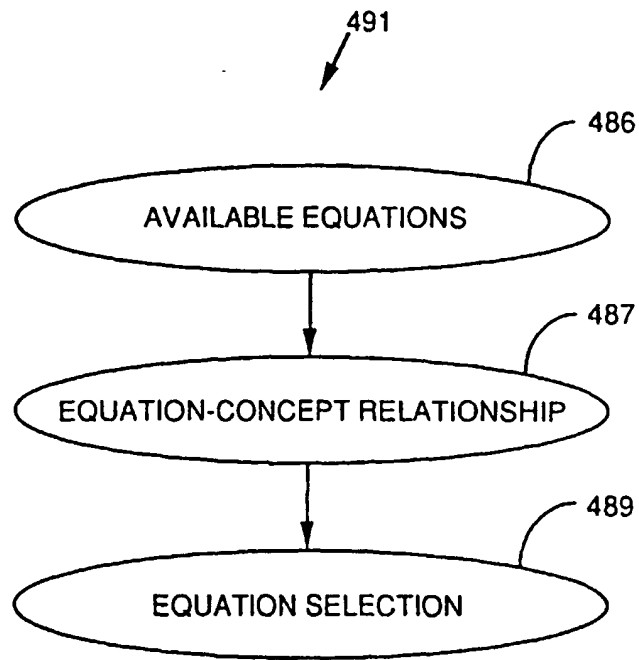 491
486
AVAILABLE EQUATIONS
487
EQUATION-CONCEPT RELATIONSHIP
489
EQUATION SELECTION